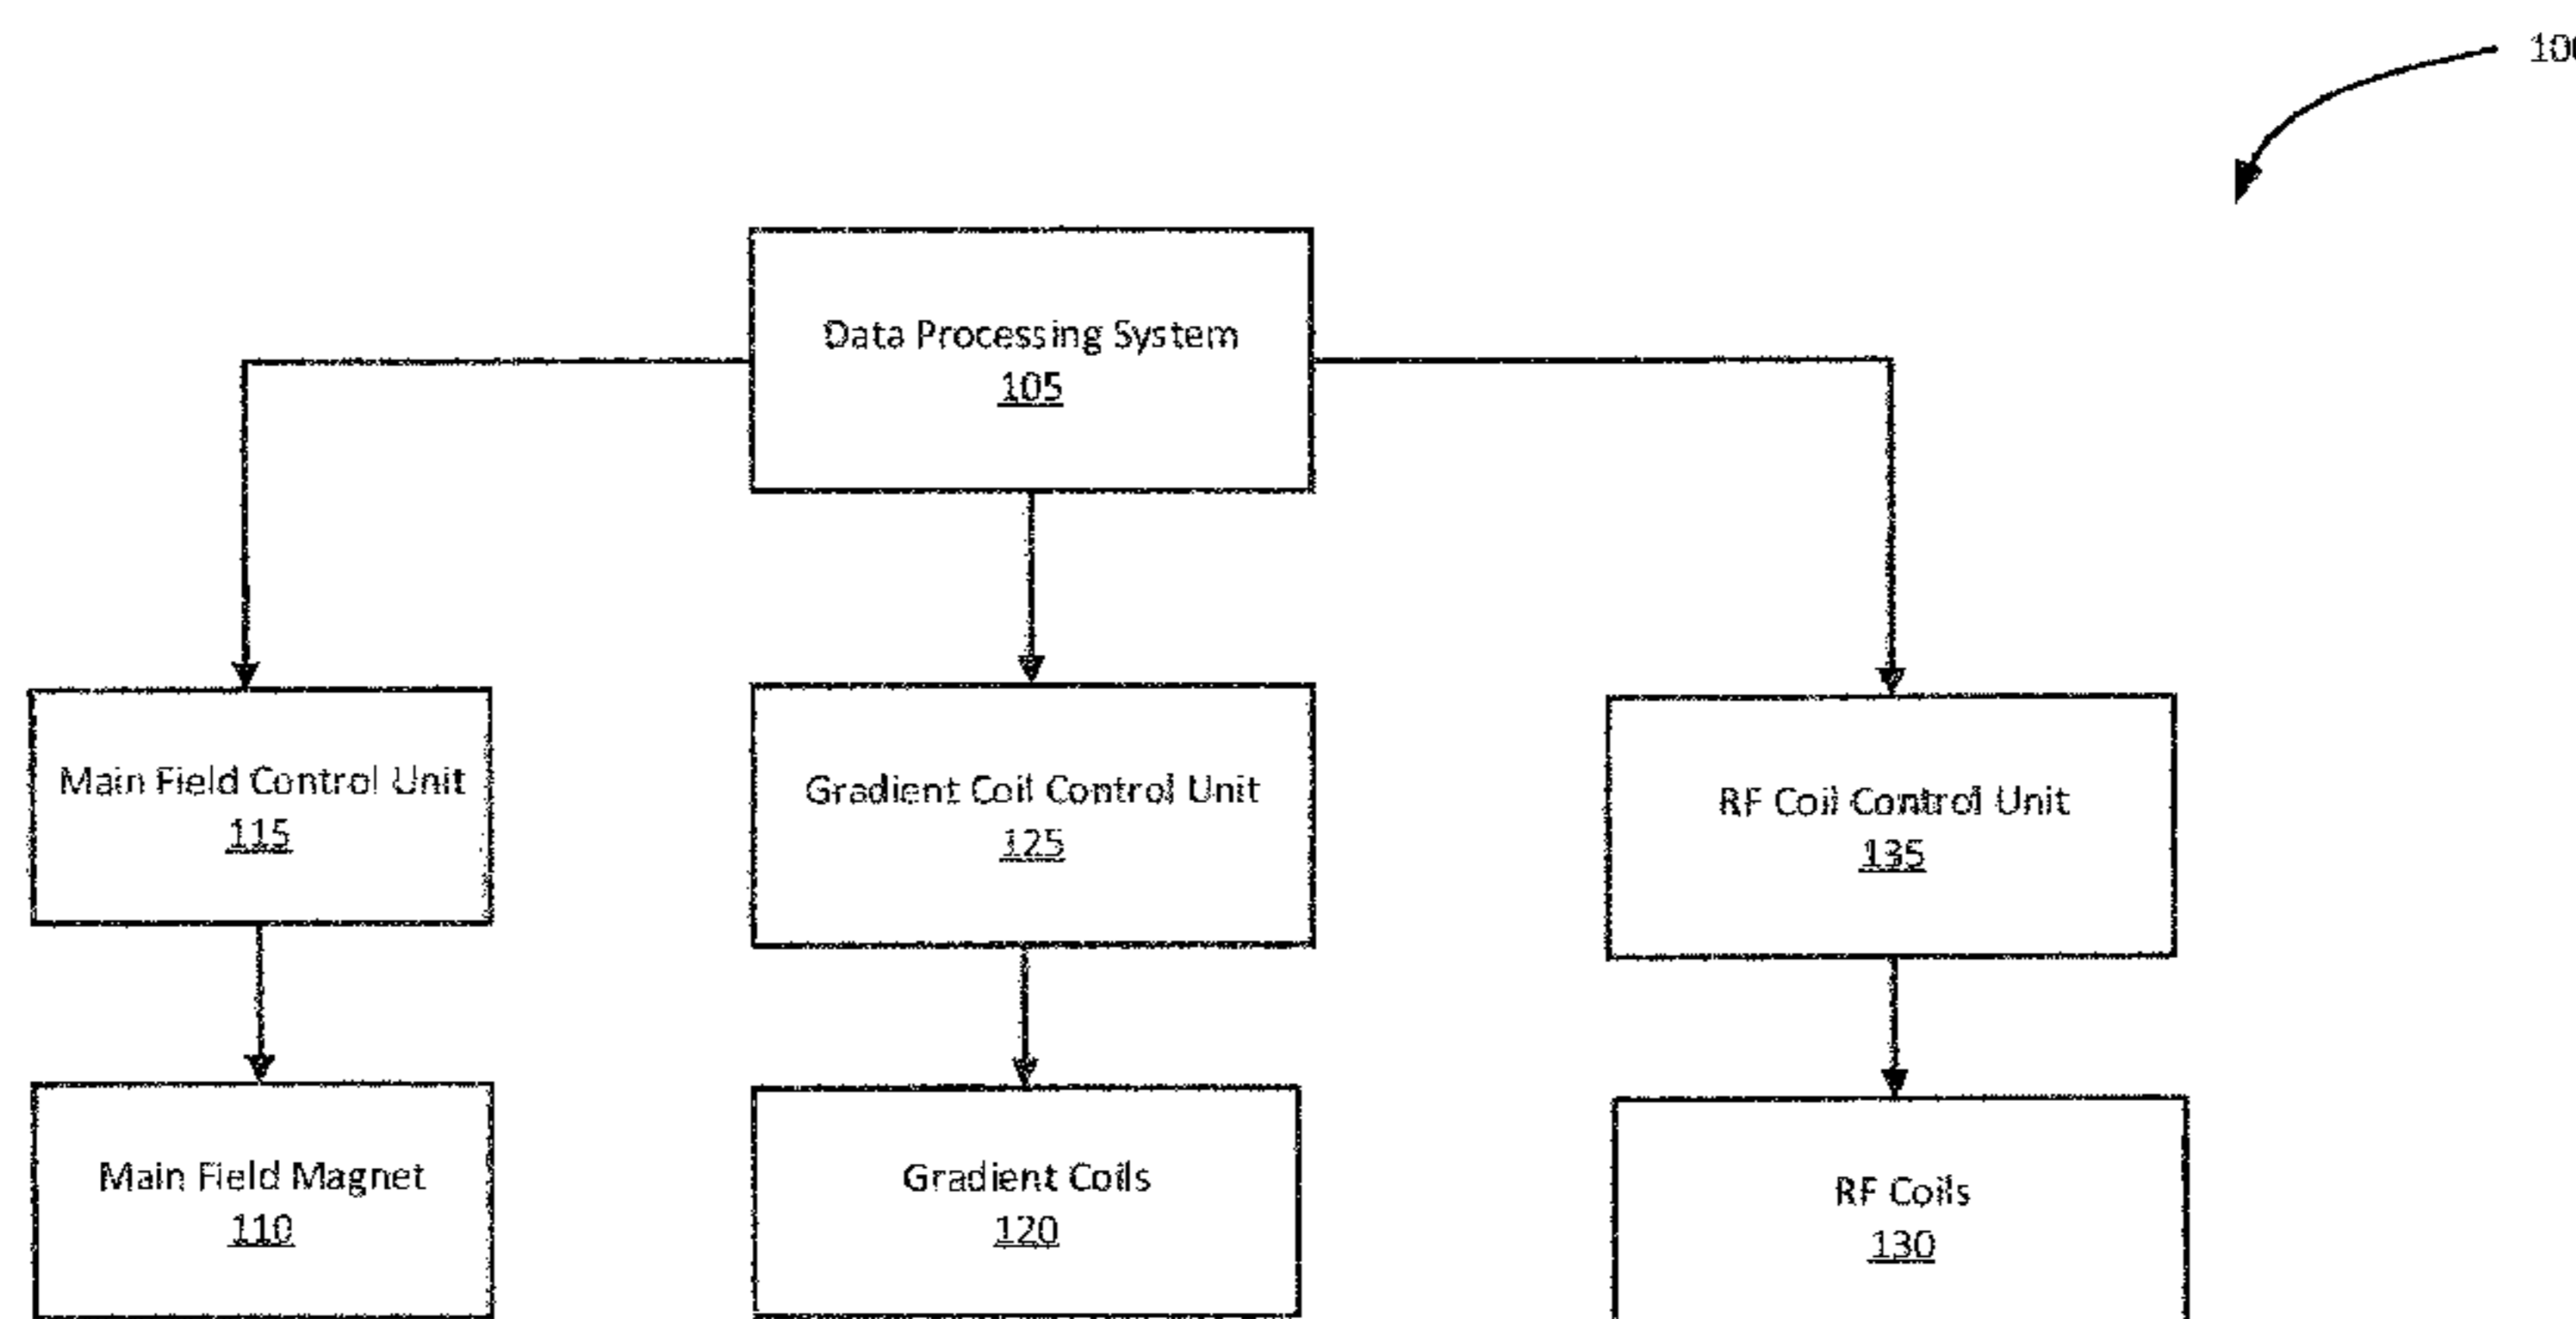 100
Data Processing System
105
Main Field Control Unit
115
Gradient Coil Control Unit
125
RF Coil Control Unit
135
Main Field Magnet
110
Gradient Coils
120
RF Coils
130